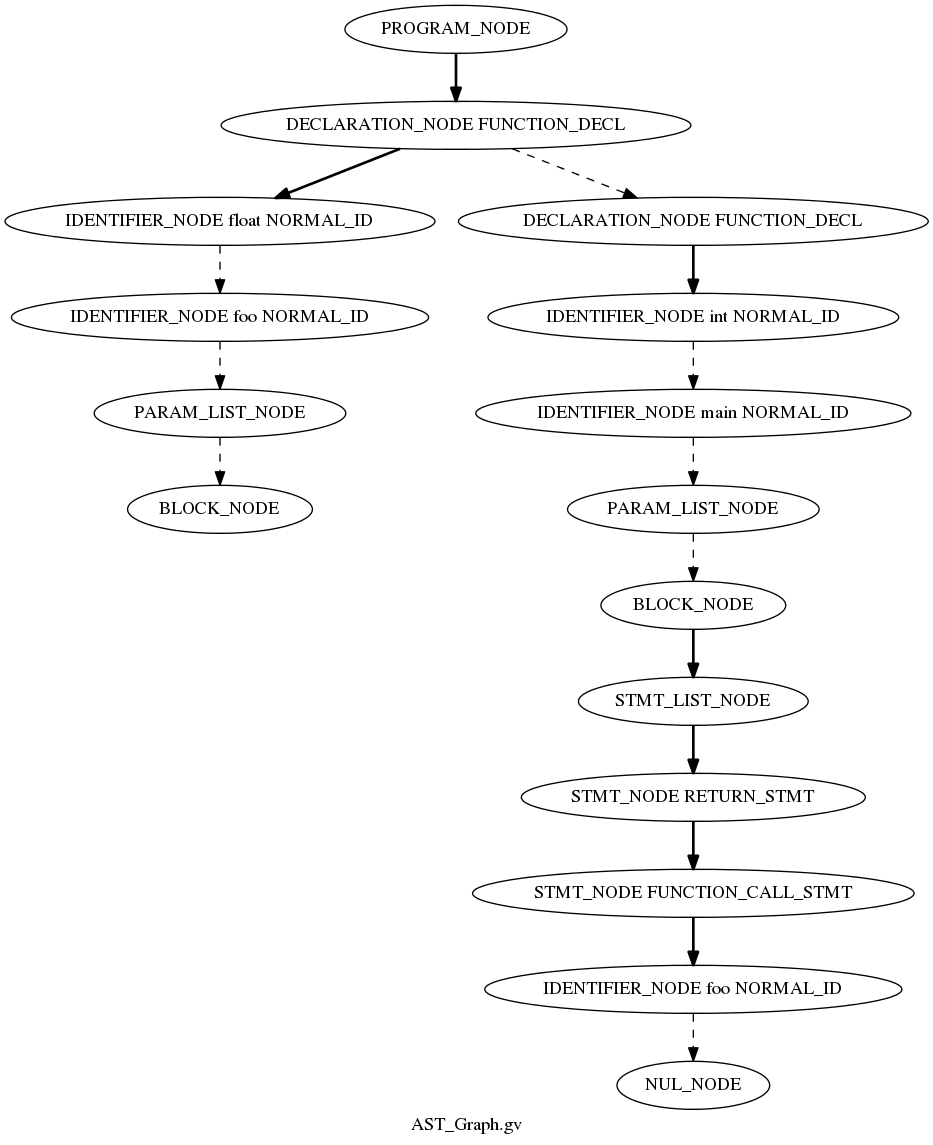 PROGRAM_NODE
DECLARATION_NODE FUNCTION_DECL
IDENTIFIER_NODE float NORMAL_ID
DECLARATION_NODE FUNCTION_DECL
IDENTIFIER_NODE foo NORMAL_ID
IDENTIFIER_NODE int NORMAL_ID
PARAM_LIST_NODE
IDENTIFIER_NODE main NORMAL_ID
BLOCK_NODE
PARAM_LIST_NODE
BLOCK_NODE
STMT_LIST_NODE
STMT_NODE RETURN_STMT
STMT_NODE FUNCTION_CALL_STMT
IDENTIFIER_NODE foo NORMAL_ID
NUL_NODE
AST_Graph.gv